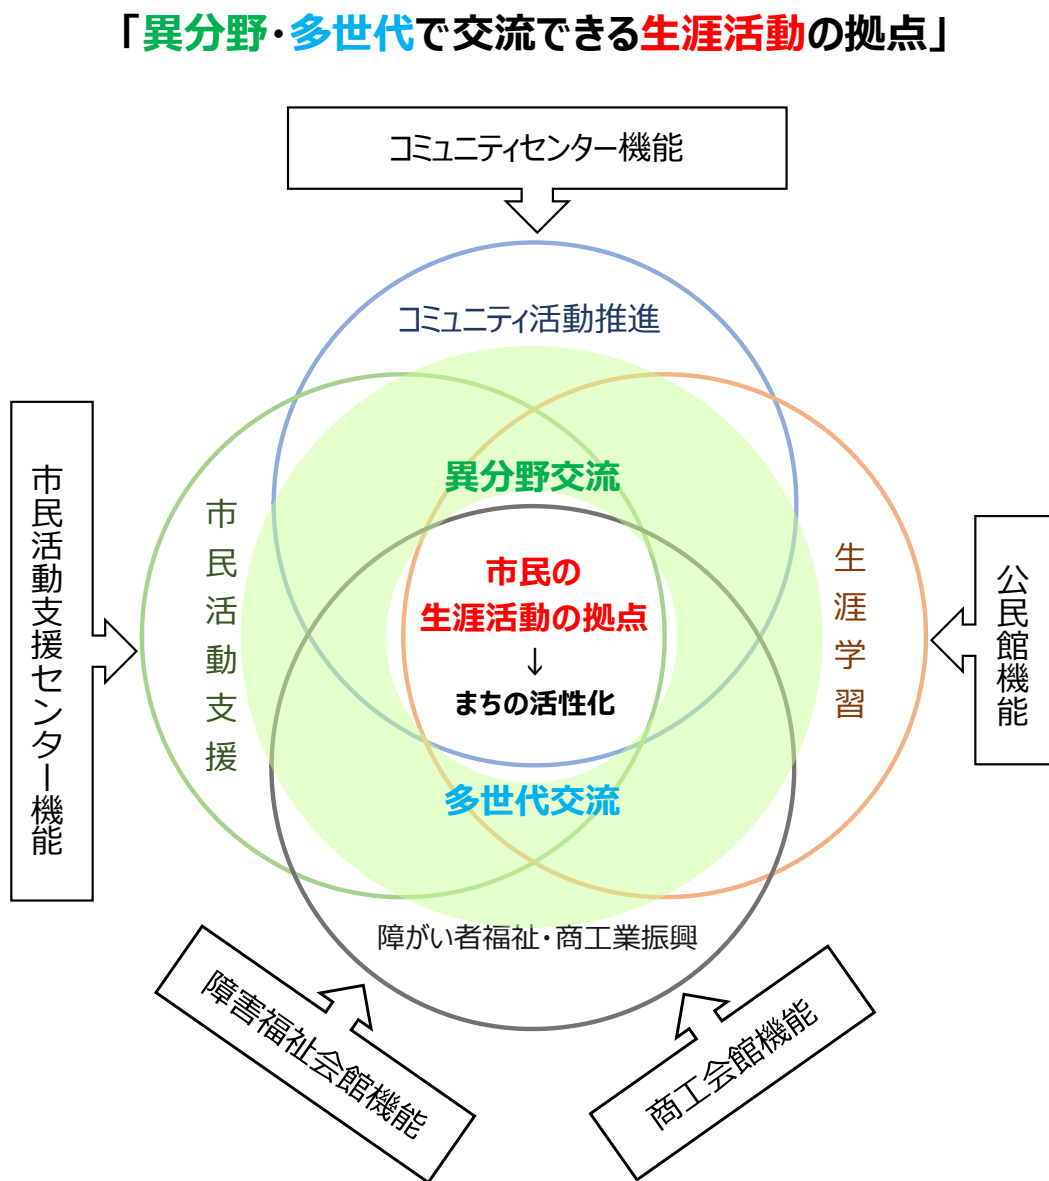 「異分野・多世代で交流できる生涯活動の拠点」
コミュニティセンター機能
コミュニティ活動推進
市民活動支援センター機能
市民活動支援
異分野交流
市民の
生涯活動の拠点
↓
まちの活性化
多世代交流
生涯学習
公民館機能
障がい者福祉・商工業振興
障害福祉会館機能
商工会館機能